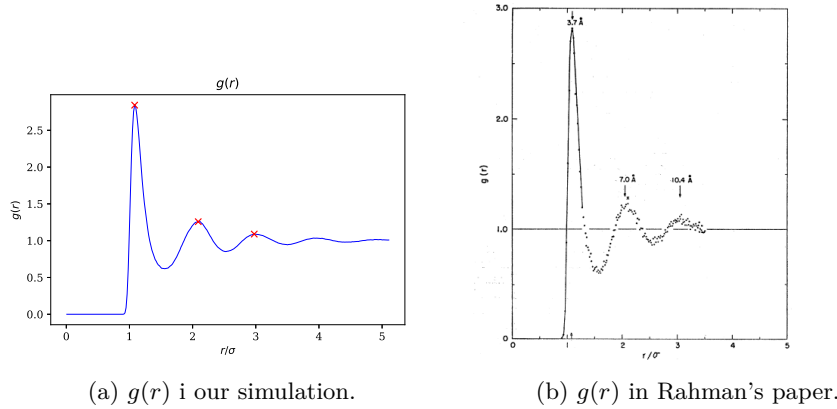 g(r)
g(r)
2.5
2.0
1.5
1.0
0.5
0.0
0 1 2 3 4 5
r/σ
(a) g(r) i our simulation.
3.0
3.7 Å
2.0
g(r)
7.0 Å
10.4 Å
1.0
0
0 1 2 3 4 5
r/σ
(b) g(r) in Rahman's paper.